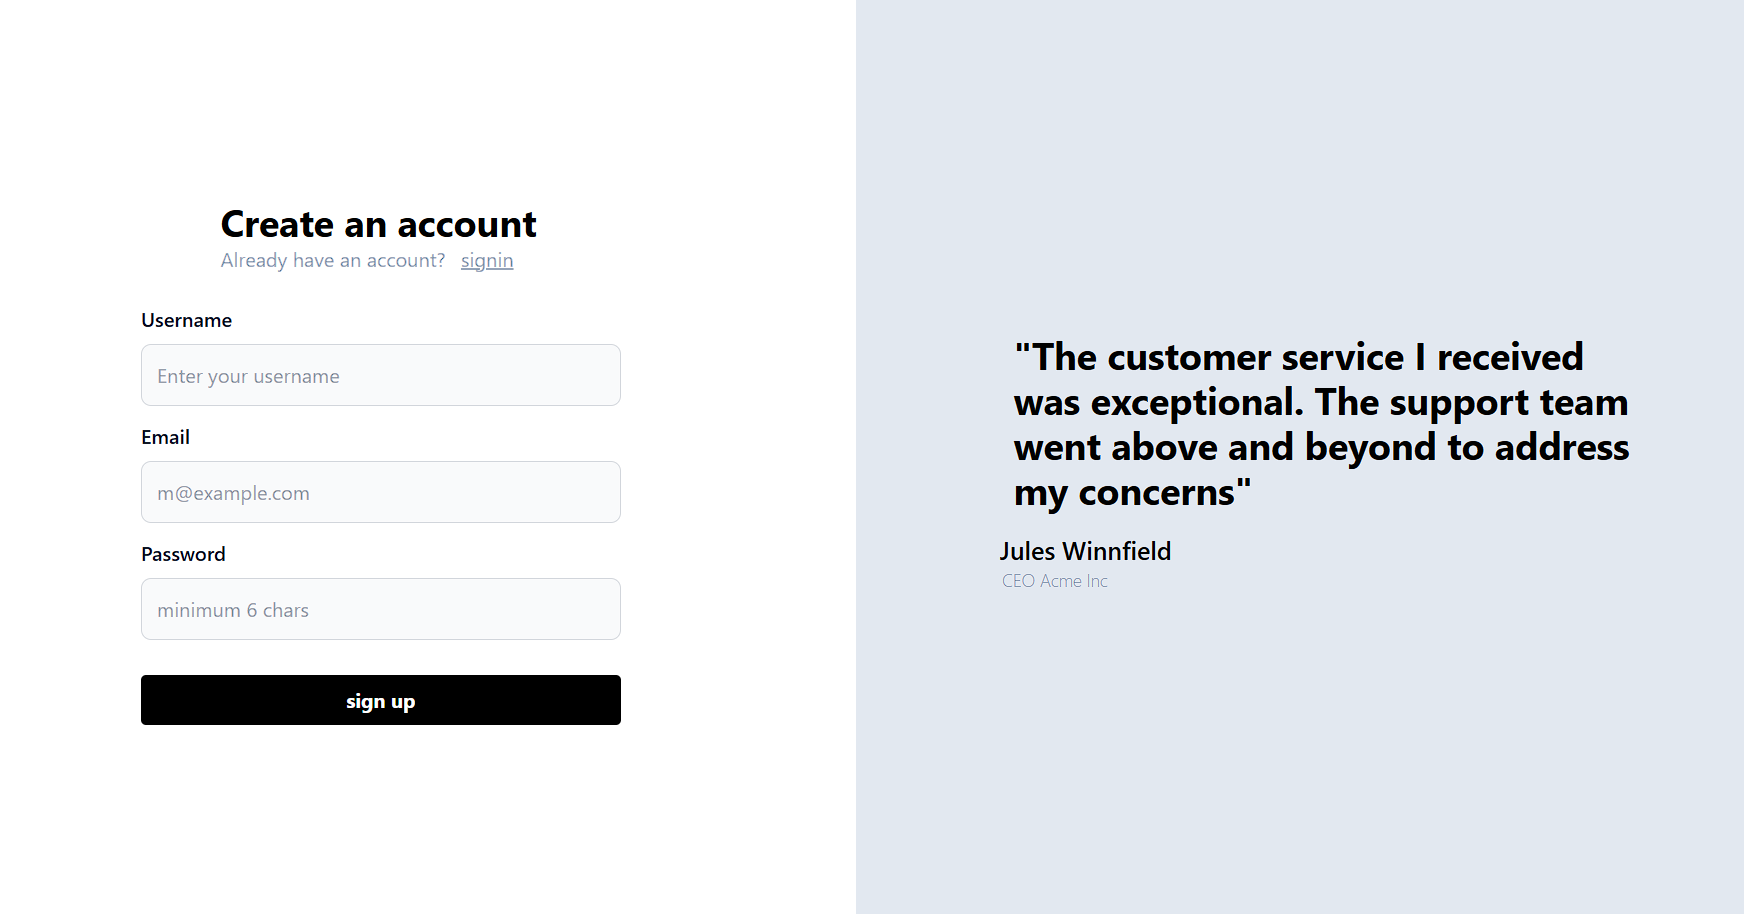 Create an account
Already have an account? signin
Username
Enter your username
Email
m@example.com
Password
minimum 6 chars
sign up
"The customer service I received
was exceptional. The support team
went above and beyond to address
my concerns"
Jules Winnfield
CEO Acme Inc